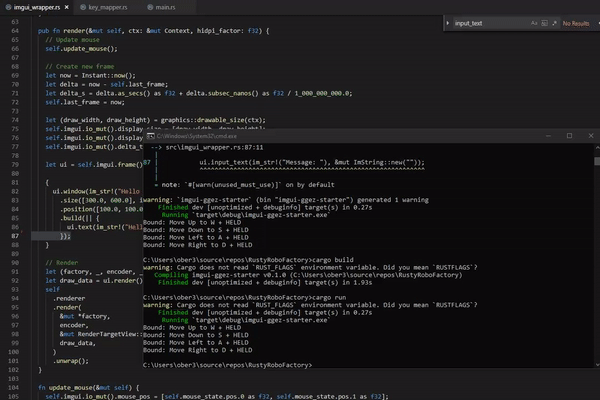 imgui_wrapper.rs ×
key_mapper.rs
main.rs
input_test
Aa
No Results
63
64 pub fn render(&mut self, ctx: &mut Context, hidpi_factor: f32) {
65 // Update mouse
66 self.update_mouse();
67
68 // Create new frame
69 let now = Instant::now();
70 let delta = now - self.last_frame;
71 let delta_s = delta.as_secs() as f32 + delta.subsec_nanos() as f32 / 1_000_000_000.0;
72 self.last_frame = now;
73
74 let (draw_width, draw_height) = graphics::drawable_size(ctx);
75 self.imgui.io_mut().display_size = [draw_width, draw_height];
76 self.imgui.io_mut().display
77 self.imgui.io_mut().delta_t
78
79 let ui = self.imgui.frame()
80
81 {
82 ui.window(im_str!("Hello
83 .size([300.0, 600.0], im
84 .position([100.0, 100.0
85 .build(|| {
86 ui.text(im_str!("Hell
87 });
88 }
89
90 // Render
91 let (factory, _, encoder, _
92 let draw_data = ui.render()
93 self
94 .renderer
95 .render(
96 &mut *factory,
97 encoder,
98 &mut RenderTargetView::
99 draw_data,
100 )
101 .unwrap();
102 }
103
104 fn update_mouse(&mut self) {
105 self.imgui.io_mut().mouse_pos = [self.mouse_state.pos.0 as f32, self.mouse_state.pos.1 as f32];
C:\Windows\System32\cmd.exe
--> src\imgui_wrapper.rs:87:11
|
87 | ui.input_text(im_str!("Message: "), &mut ImString::new(""));
| ^^^^^^^^^^^^^^^^^^^^^^^^^^^^^^^^^^^^^^^^^^^^^^^^^^^^^^^^^^^^
|
= note: `#[warn(unused_must_use)]` on by default
warning: `imgui-ggez-starter` (bin "imgui-ggez-starter") generated 1 warning
Finished dev [unoptimized + debuginfo] target(s) in 0.27s
Running `target\debug\imgui-ggez-starter.exe`
Bound: Move Up to W + HELD
Bound: Move Down to S + HELD
Bound: Move Left to A + HELD
Bound: Move Right to D + HELD
C:\Users\ober3\source\repos\RustyRoboFactory>cargo build
warning: Cargo does not read `RUST_FLAGS` environment variable. Did you mean `RUSTFLAGS`?
Compiling imgui-ggez-starter v0.1.0 (C:\Users\ober3\source\repos\RustyRoboFactory)
Finished dev [unoptimized + debuginfo] target(s) in 1.93s
C:\Users\ober3\source\repos\RustyRoboFactory>cargo run
warning: Cargo does not read `RUST_FLAGS` environment variable. Did you mean `RUSTFLAGS`?
Finished dev [unoptimized + debuginfo] target(s) in 0.27s
Running `target\debug\imgui-ggez-starter.exe`
Bound: Move Up to W + HELD
Bound: Move Down to S + HELD
Bound: Move Left to A + HELD
Bound: Move Right to D + HELD
C:\Users\ober3\source\repos\RustyRoboFactory>